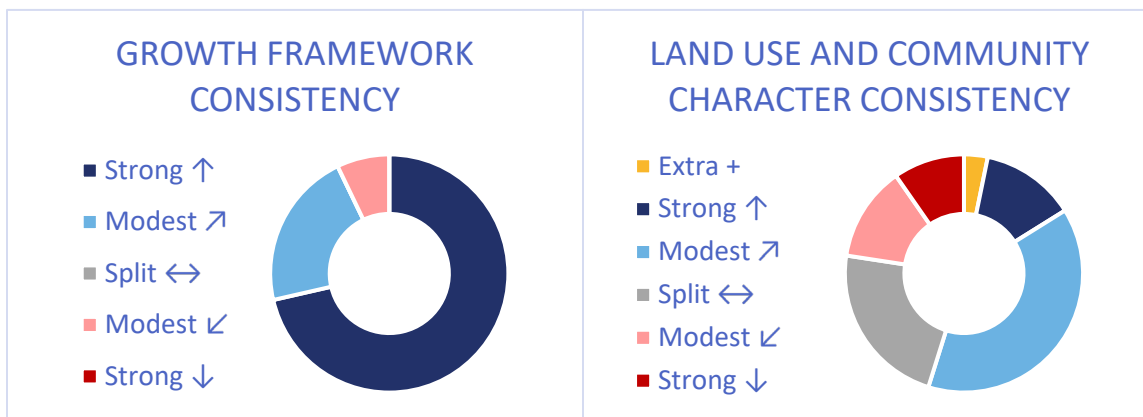 GROWTH FRAMEWORK
CONSISTENCY
Strong ↑
Modest ↗
Split ↔
Modest ↙
Strong ↓
LAND USE AND COMMUNITY
CHARACTER CONSISTENCY
Extra +
Strong ↑
Modest ↗
Split ↔
Modest ↙
Strong ↓